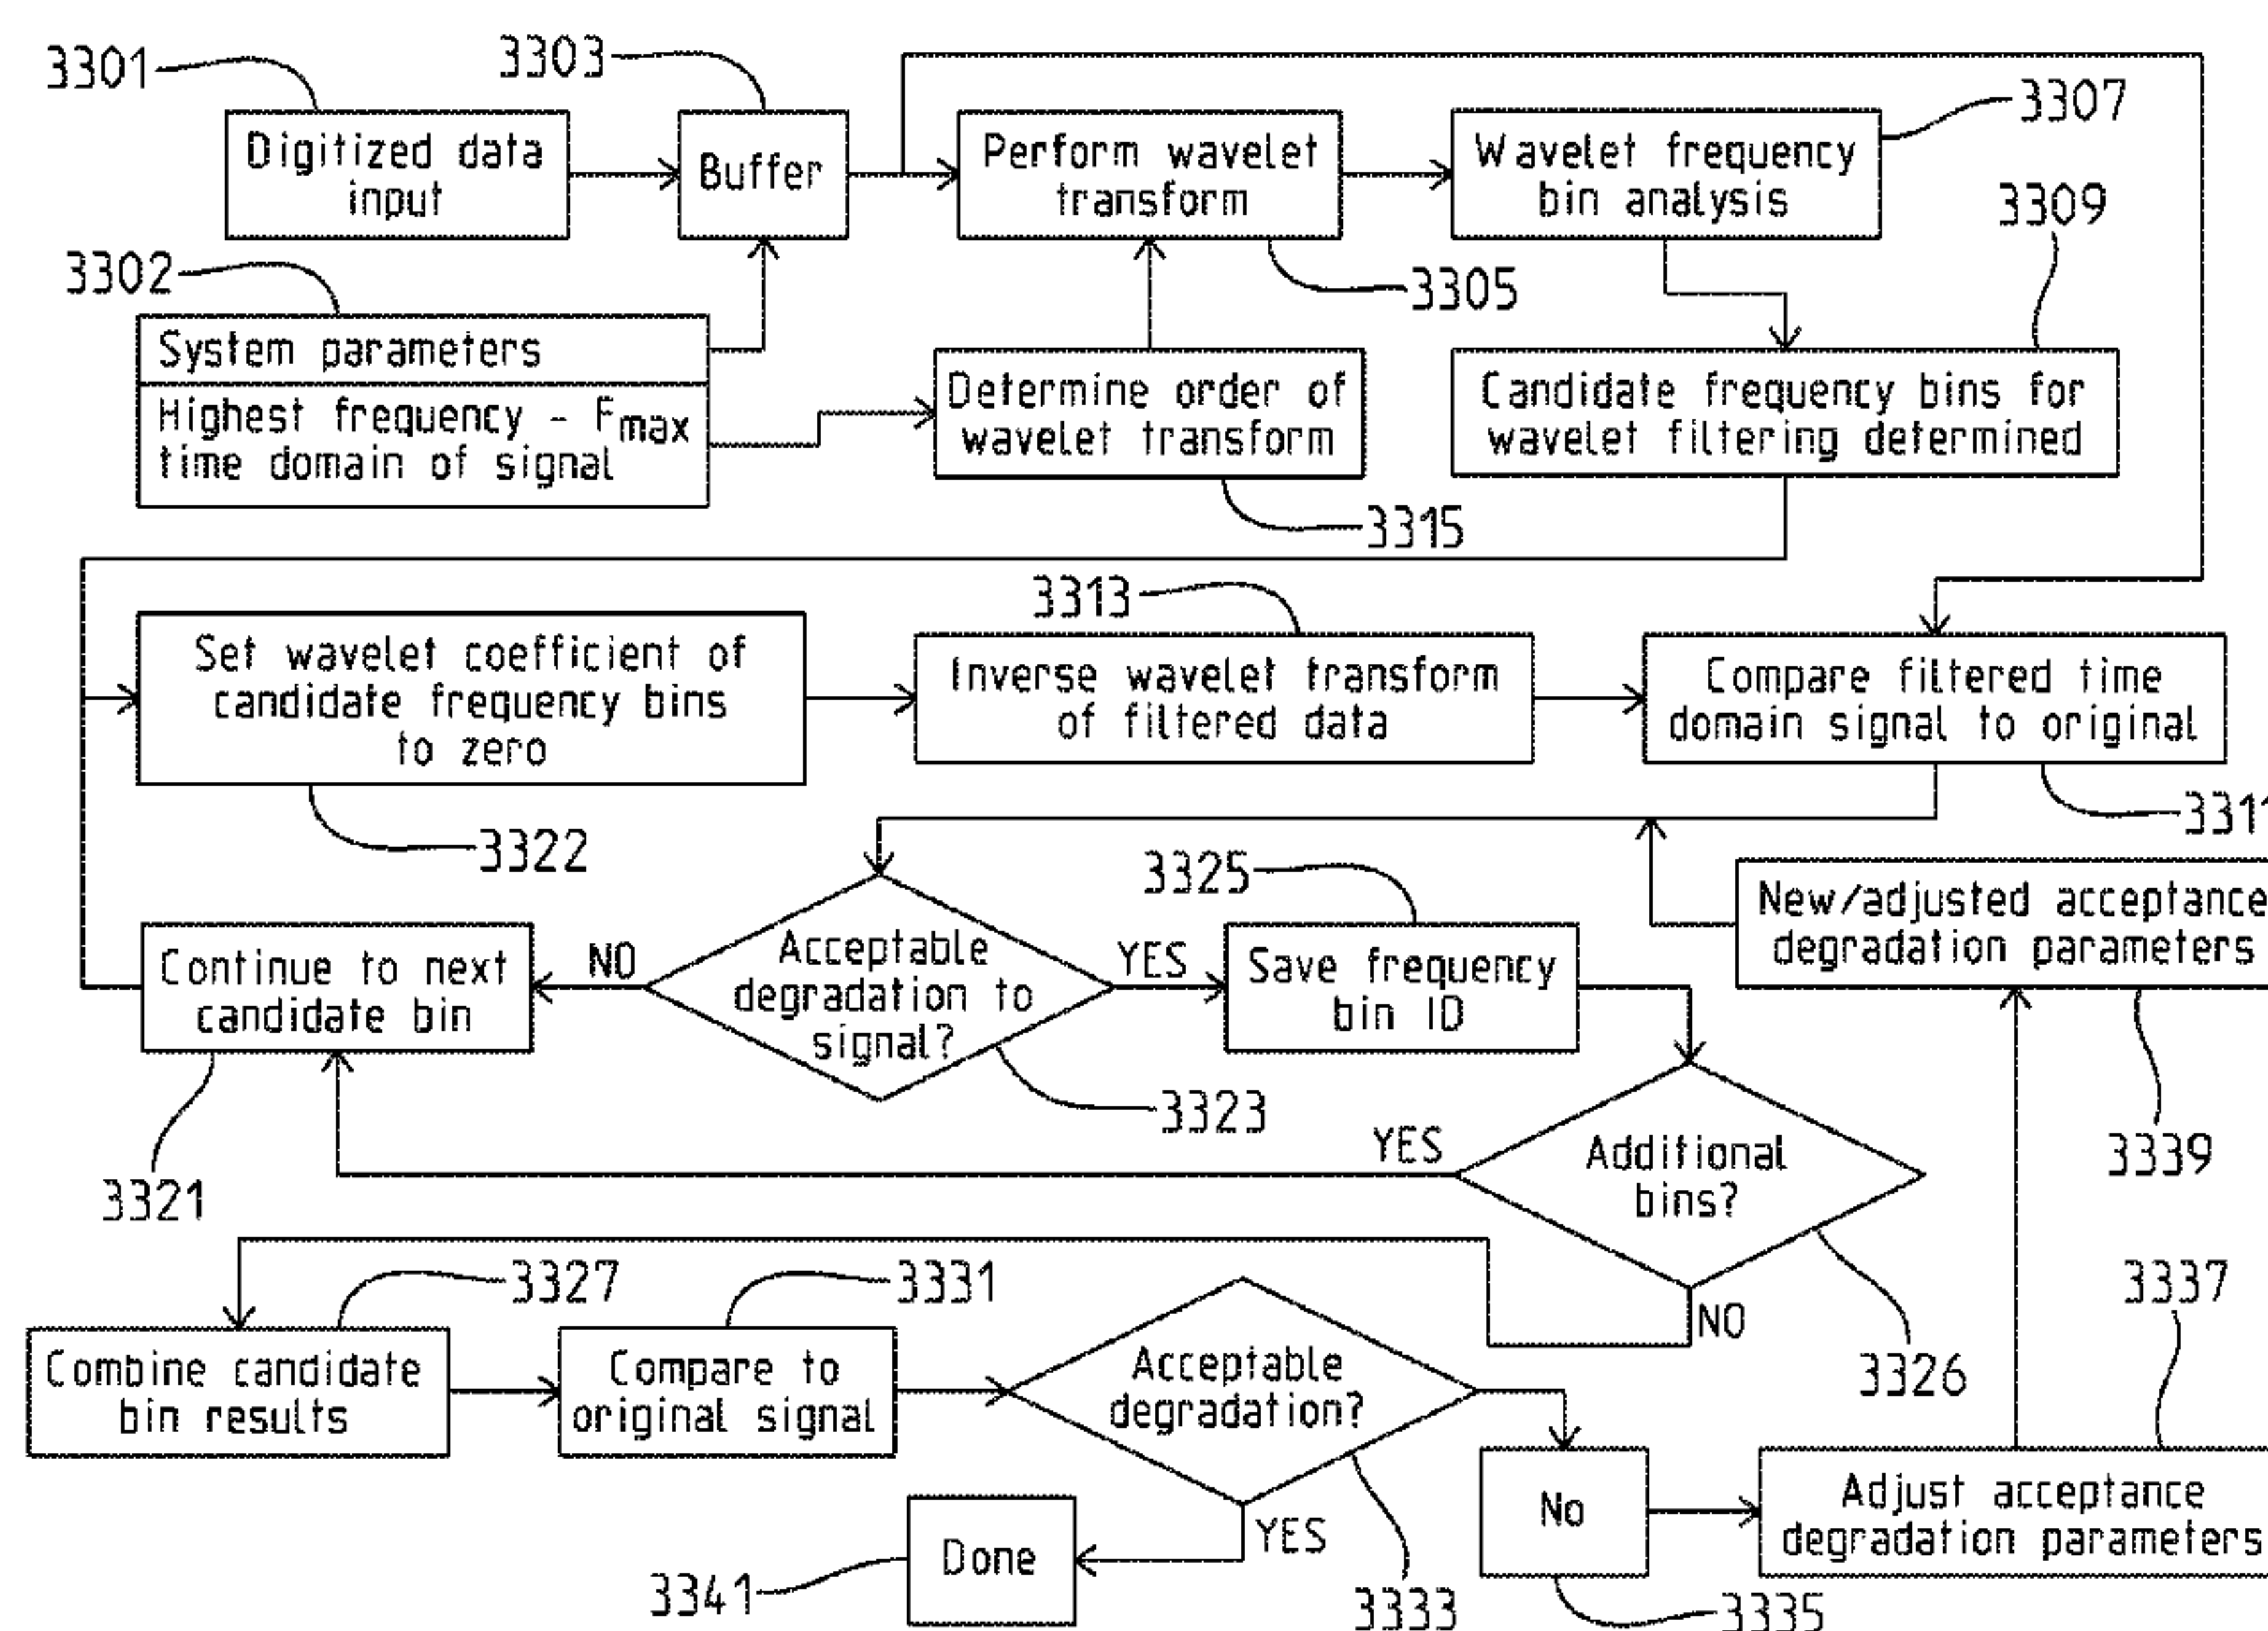 3301
3303
Digitized data
input
Buffer
Perform wavelet
transform
Wavelet frequency
bin analysis
3307
3309
3302
3305
System parameters
Highest frequency - Fmax
time domain of signal
Determine order of
wavelet transform
Candidate frequency bins for
wavelet filtering determined
3315
3313
Set wavelet coefficient of
candidate frequency bins
to zero
Inverse wavelet transform
of filtered data
Compare filtered time
domain signal to original
3311
3322
3325
New/adjusted acceptance
degradation parameters
Continue to next
candidate bin
NO
Acceptable
degradation to
signal?
YES
Save frequency
bin ID
3323
3339
3321
YES
Additional
bins?
3327
3331
3337
NO
3326
Combine candidate
bin results
Compare to
original signal
Acceptable
degradation?
No
Adjust acceptance
degradation parameters
YES
Done
3341
3333
3335